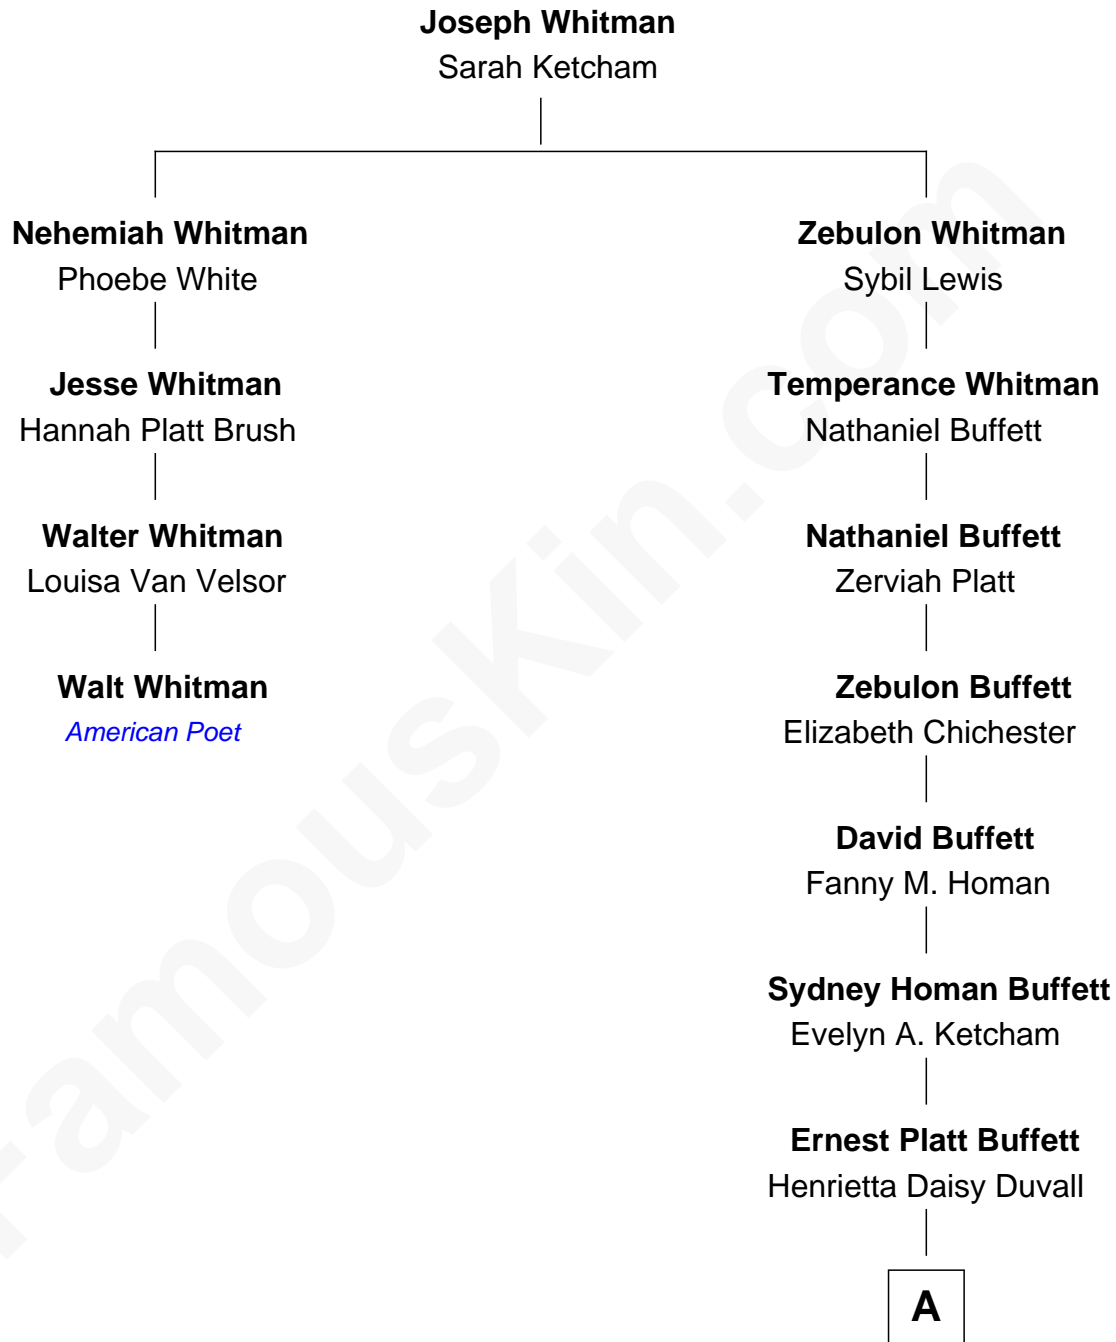 Joseph Whitman
Sarah Ketcham
Nehemiah Whitman
Phoebe White
Jesse Whitman
Hannah Platt Brush
Walter Whitman
Louisa Van Velsor
Walt Whitman
American Poet
Zebulon Whitman
Sybil Lewis
Temperance Whitman
Nathaniel Buffett
Nathaniel Buffett
Zerviah Platt
Zebulon Buffett
Elizabeth Chichester
David Buffett
Fanny M. Homan
Sydney Homan Buffett
Evelyn A. Ketcham
Ernest Platt Buffett
Henrietta Daisy Duvall
A
FamousKin.com